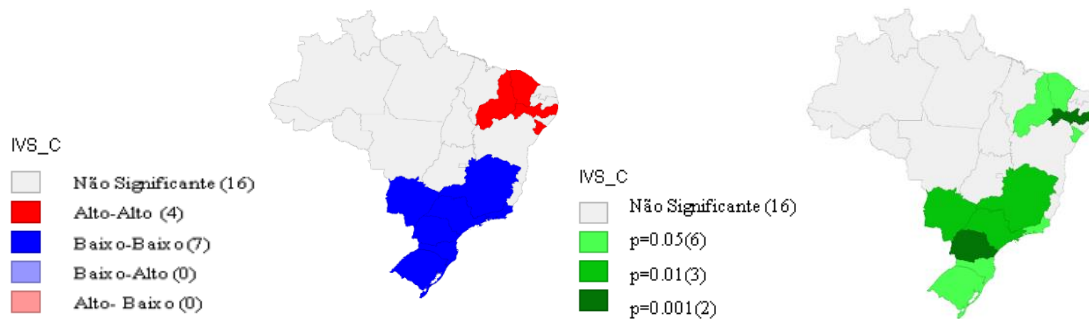 IVS_C
Não Significante (16)
Alto-Alto (4)
Baixo-Baixo (7)
Baixo-Alto (0)
Alto- Baixo (0)
IVS_C
Não Significante (16)
p=0.05(6)
p=0.01(3)
p=0.001(2)